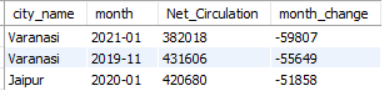 city_name month Net_Circulation month_change
Varanasi 2021-01 382018 -59807
Varanasi 2019-11 431606 -55649
Jaipur 2020-01 420680 -51858